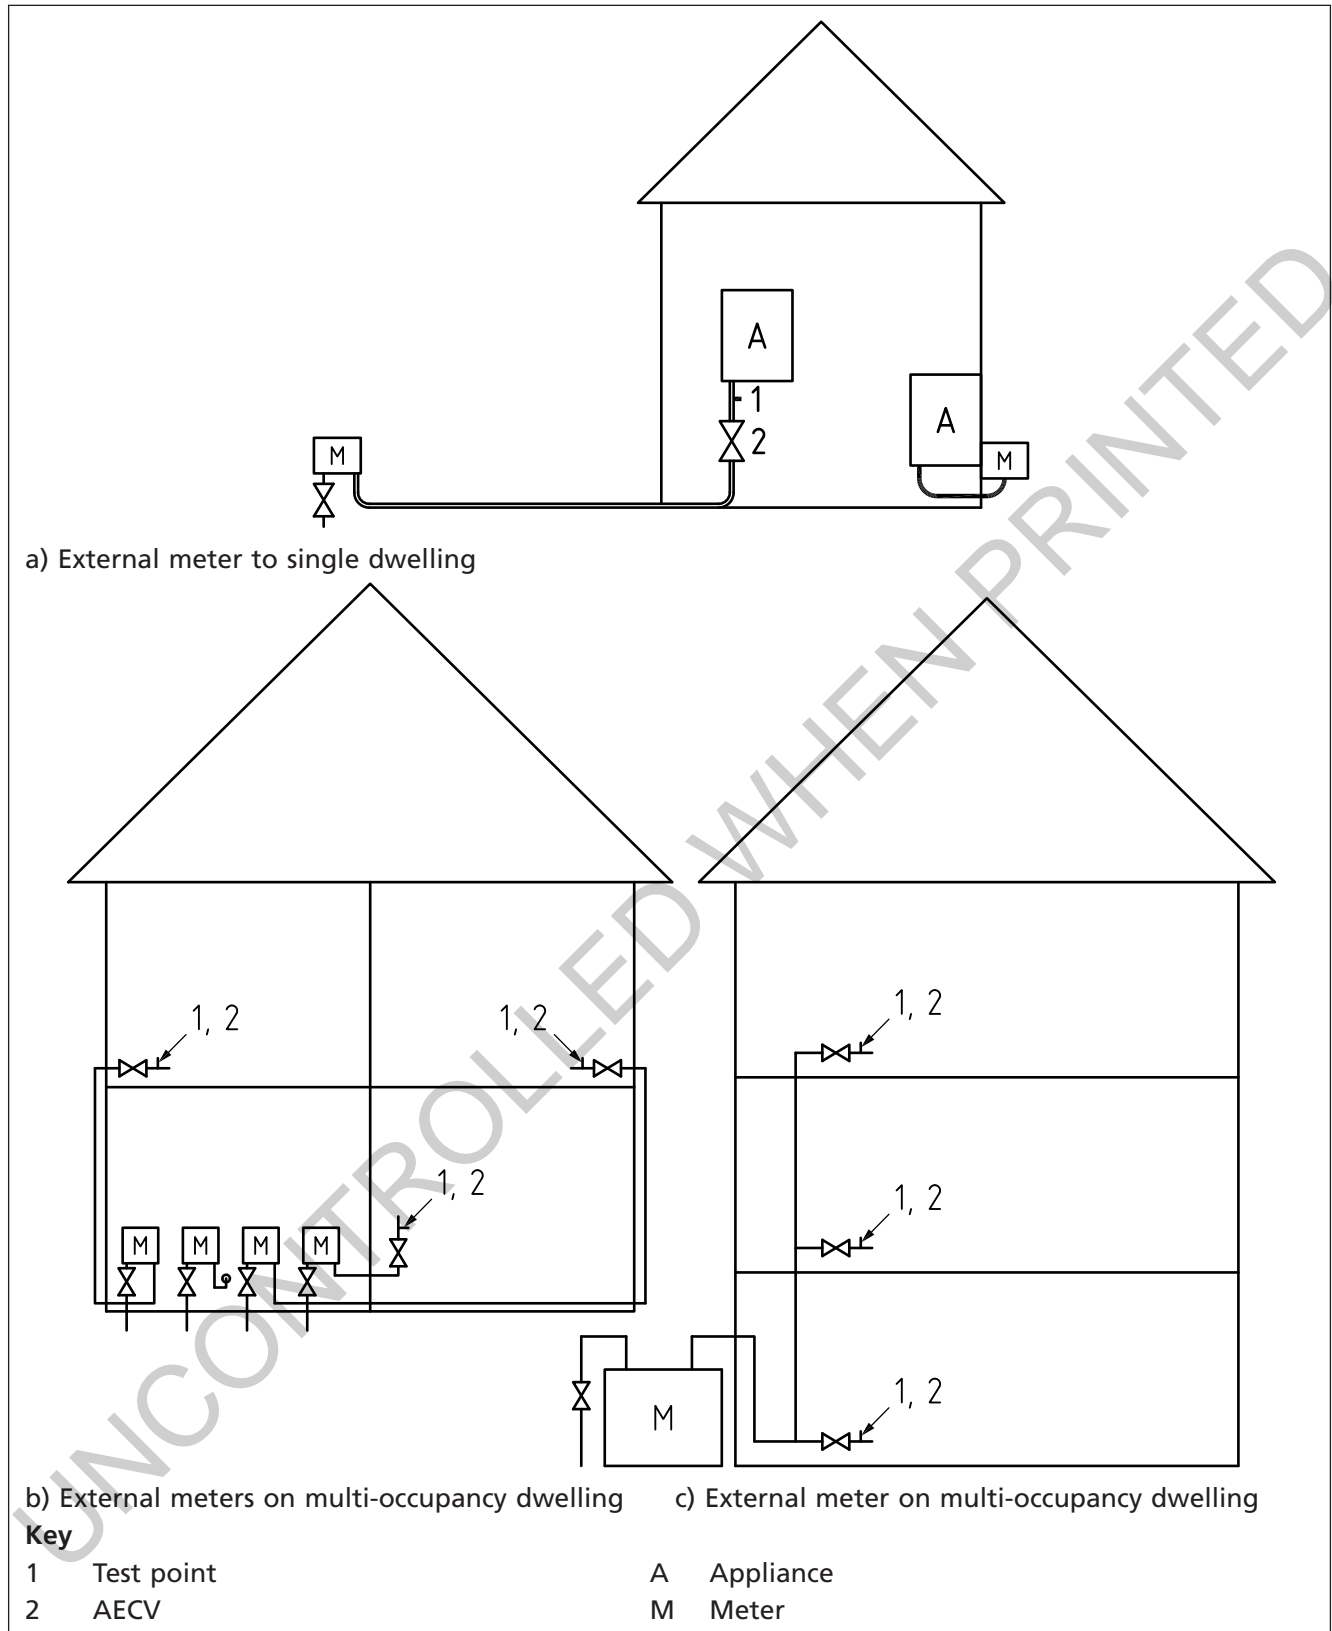 A
1
2
A
M
M
a) External meter to single dwelling
1, 2
1, 2
1, 2
M
M
M
M
1, 2
1, 2
1, 2
M
b) External meters on multi-occupancy dwelling
c) External meter on multi-occupancy dwelling
Key
1 Test point
2 AECV
A Appliance
M Meter
UNCONTROLLED WHEN PRINTED